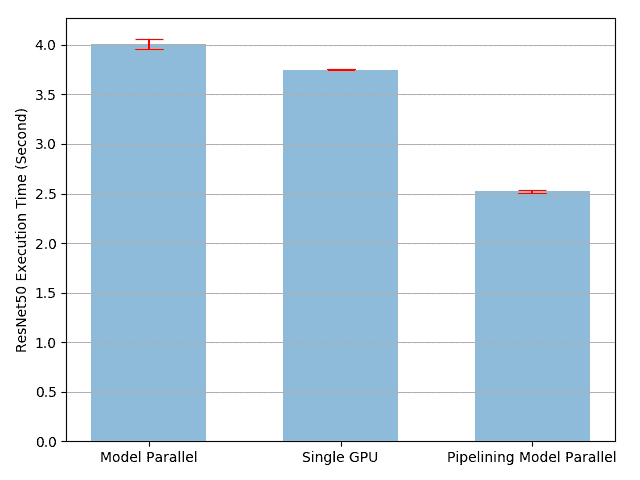 ResNet50 Execution Time (Second)
4.0
3.5
3.0
2.5
2.0
1.5
1.0
0.5
0.0
Model Parallel
Single GPU
Pipelining Model Parallel